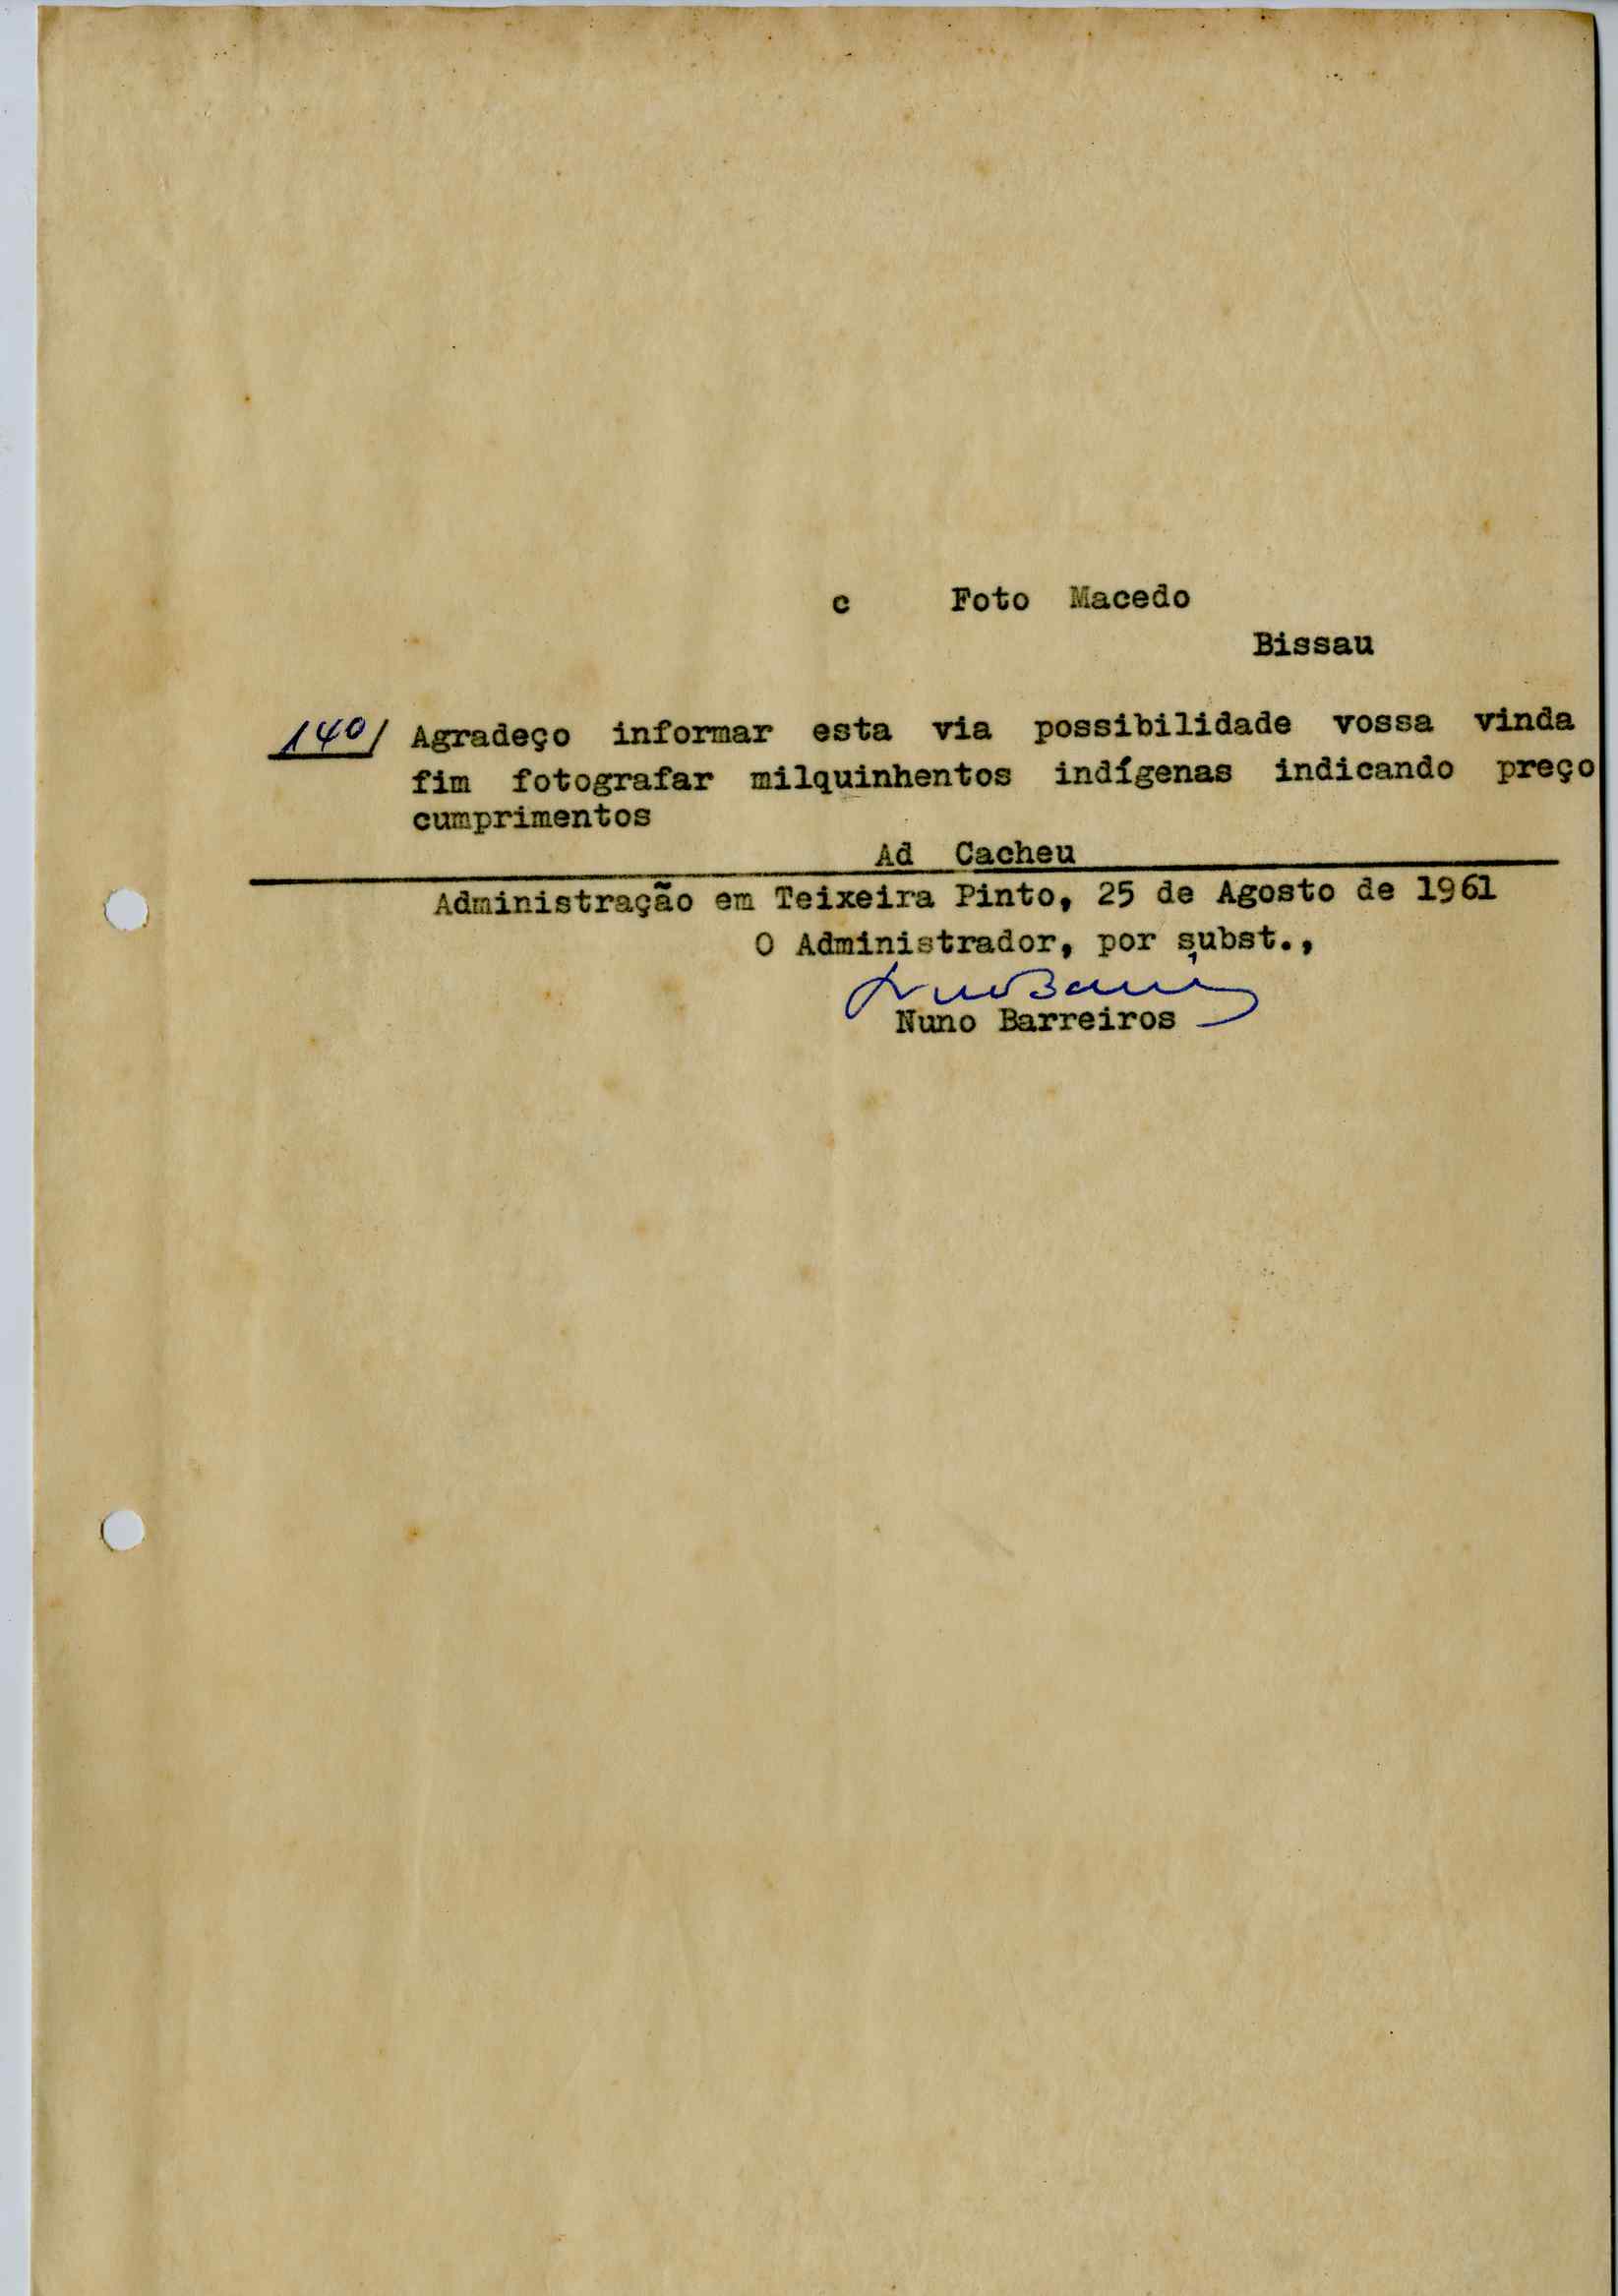 c Foto Macedo
Bissau
140/ Agradeço informar esta via possibilidade vossa vinda
fim fotografar milquinhentos indígenas indicando preço
cumprimentos
Ad Cacheu
Administração em Teixeira Pinto, 25 de Agosto de 1961
O Administrador, por subst.,
Nuno Barreiros